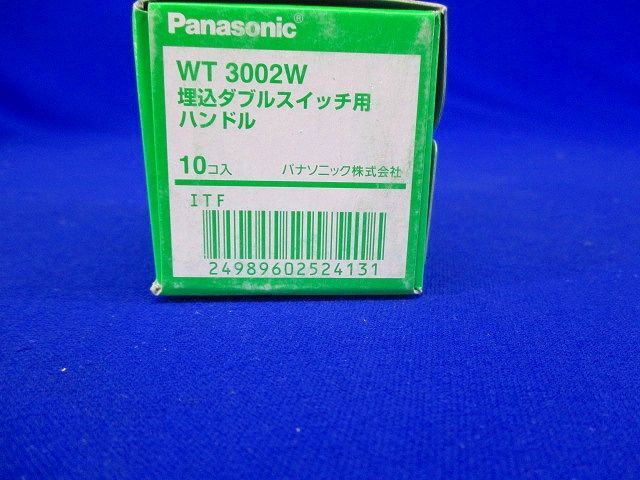 Panasonic®
WT 3002W
埋込ダブルスイッチ用
ハンドル
10コ入 パナソニック株式会社
ITF
24989602524131